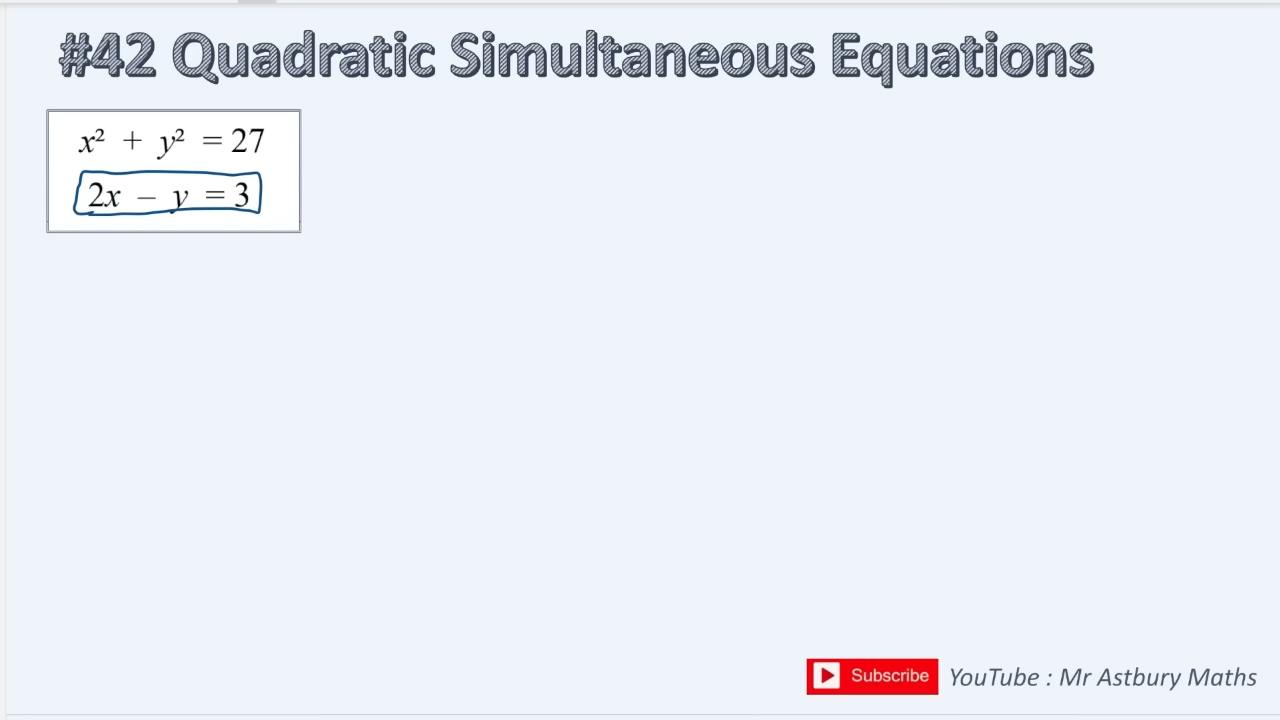 #42 Quadratic Simultaneous Equations
x² + y² = 27
2x – y = 3
Subscribe YouTube : Mr Astbury Maths